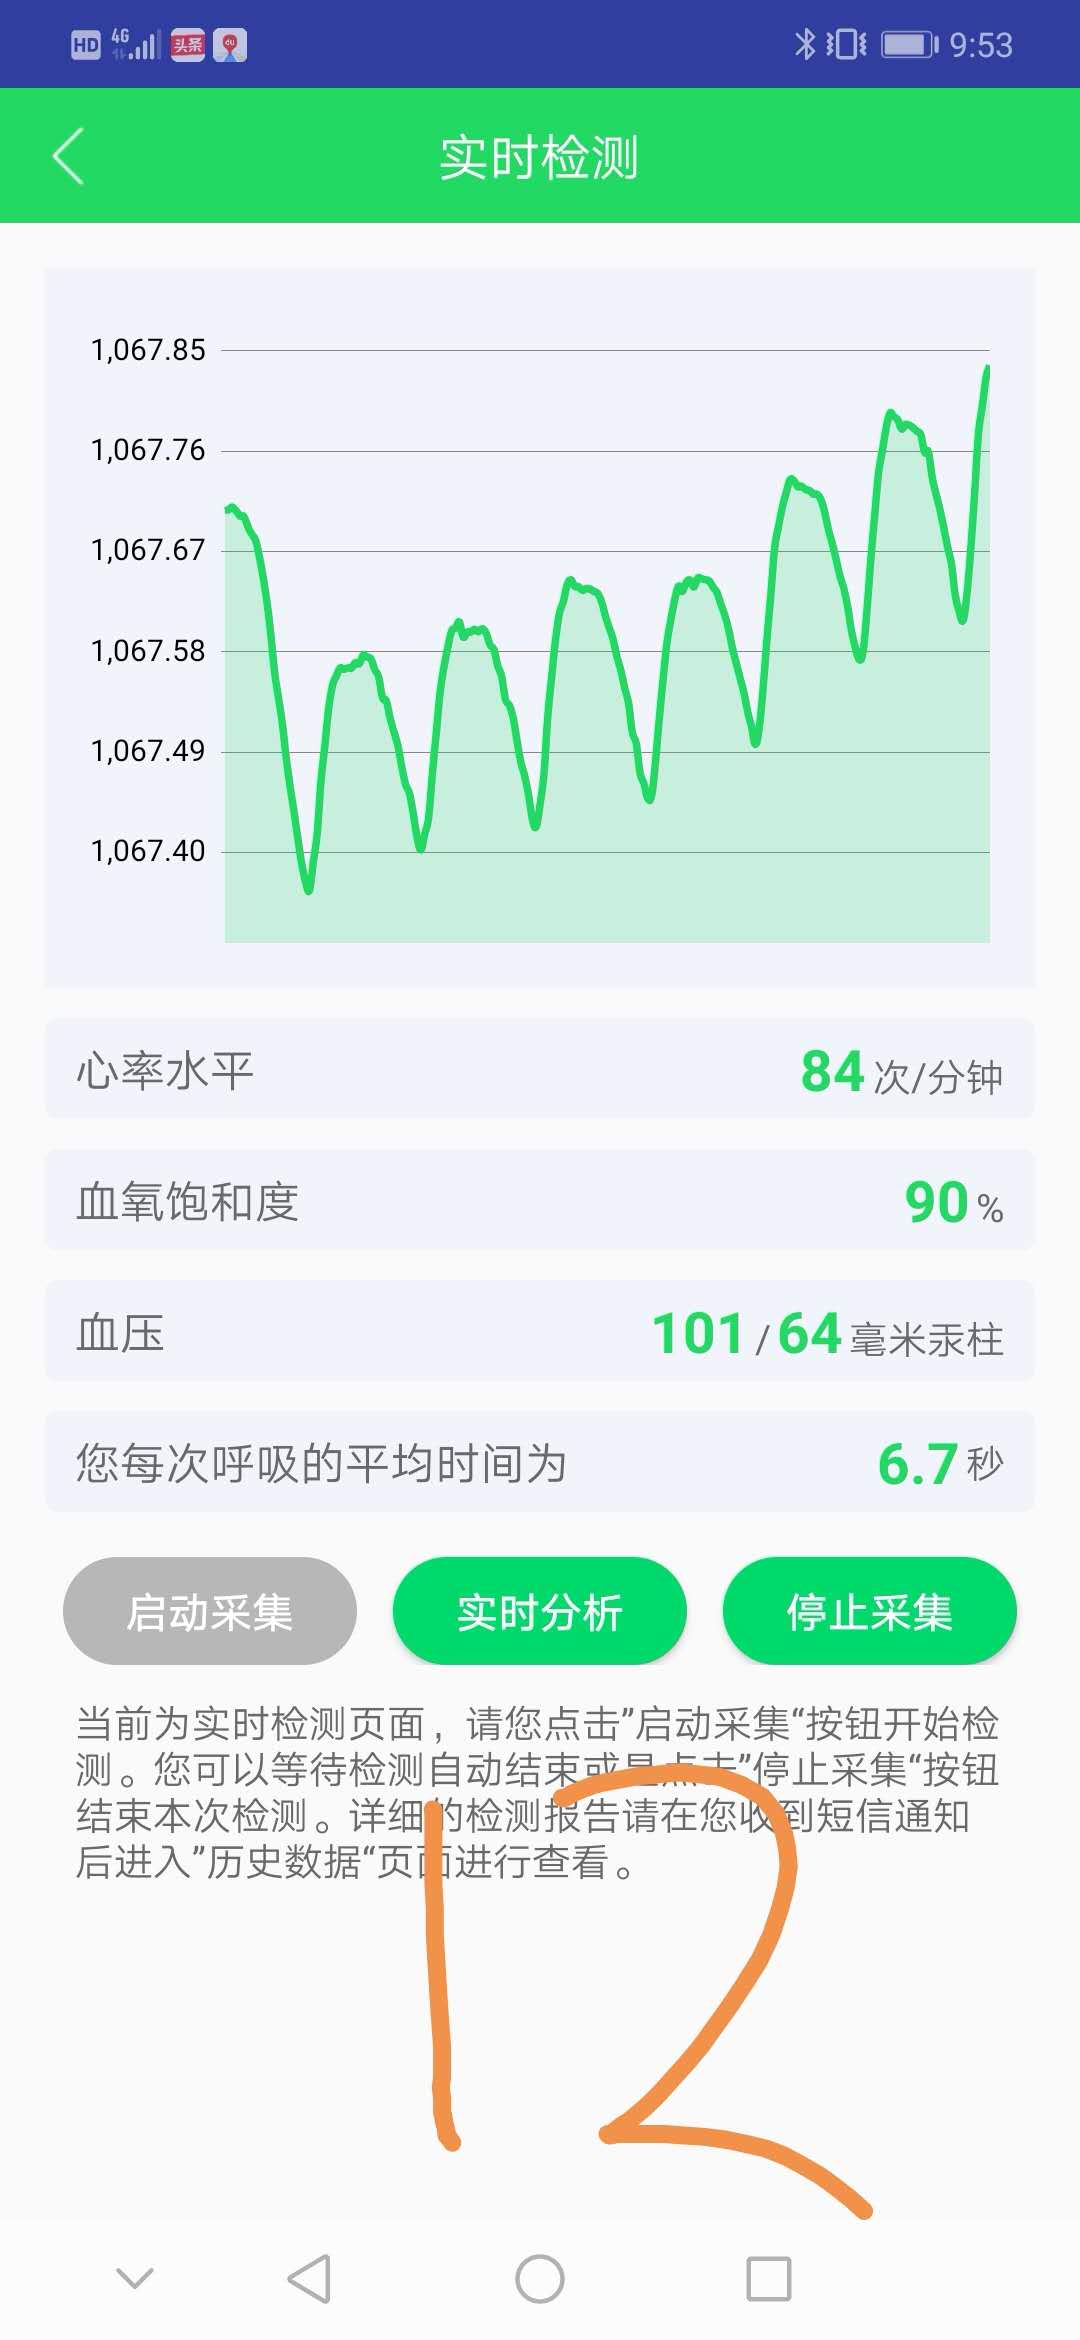 HD 4G 头条 du 9:53
实时检测
1,067.85
1,067.76
1,067.67
1,067.58
1,067.49
1,067.40
心率水平 84 次/分钟
血氧饱和度 90 %
血压 101 / 64 毫米汞柱
您每次呼吸的平均时间为 6.7 秒
启动采集 实时分析 停止采集
当前为实时检测页面，请您点击”启动采集“按钮开始检
测。您可以等待检测自动结束或是点击”停止采集“按钮
结束本次检测。详细的检测报告请在您收到短信通知
后进入”历史数据“页面进行查看。
12